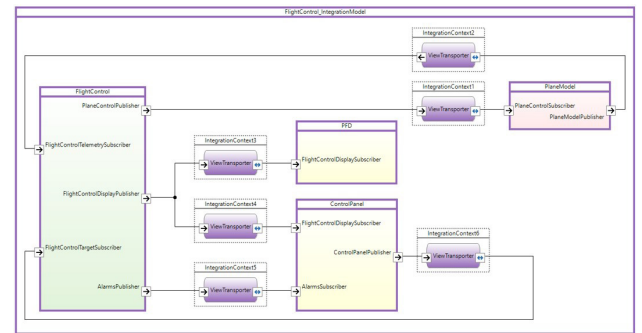 FlightControl_IntegrationModel
IntegrationContext2
ViewTransporter
FlightControl
PlaneControlPublisher
FlightControlTelemetrySubscriber
FlightControlDisplayPublisher
FlightControlTargetSubscriber
AlarmsPublisher
IntegrationContext1
ViewTransporter
PlaneModel
PlaneControlSubscriber
PlaneModelPublisher
IntegrationContext3
ViewTransporter
PFD
FlightControlDisplaySubscriber
IntegrationContext4
ViewTransporter
ControlPanel
FlightControlDisplaySubscriber
ControlPanelPublisher
AlarmsSubscriber
IntegrationContext6
ViewTransporter
IntegrationContext5
ViewTransporter